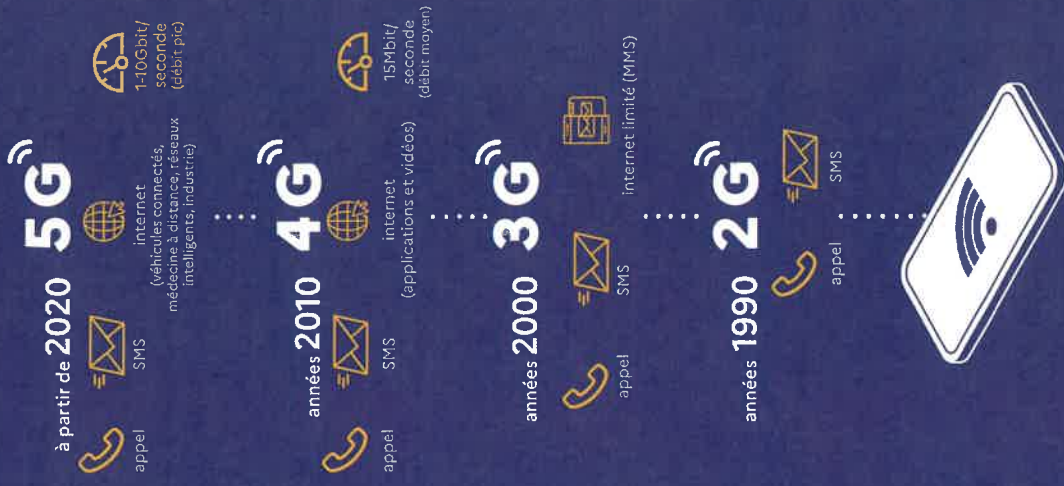 à partir de 2020 5G
appel
SMS
internet
(véhicules connectés,
médecine à distance, réseaux
intelligents, industrie)
1-10Gbit/
seconde
(débit pic)
années 2010 4G
appel
SMS
internet
(applications et vidéos)
15Mbit/
seconde
(débit moyen)
années 2000 3G
appel
SMS
internet limité (MMS)
années 1990 2G
appel
SMS